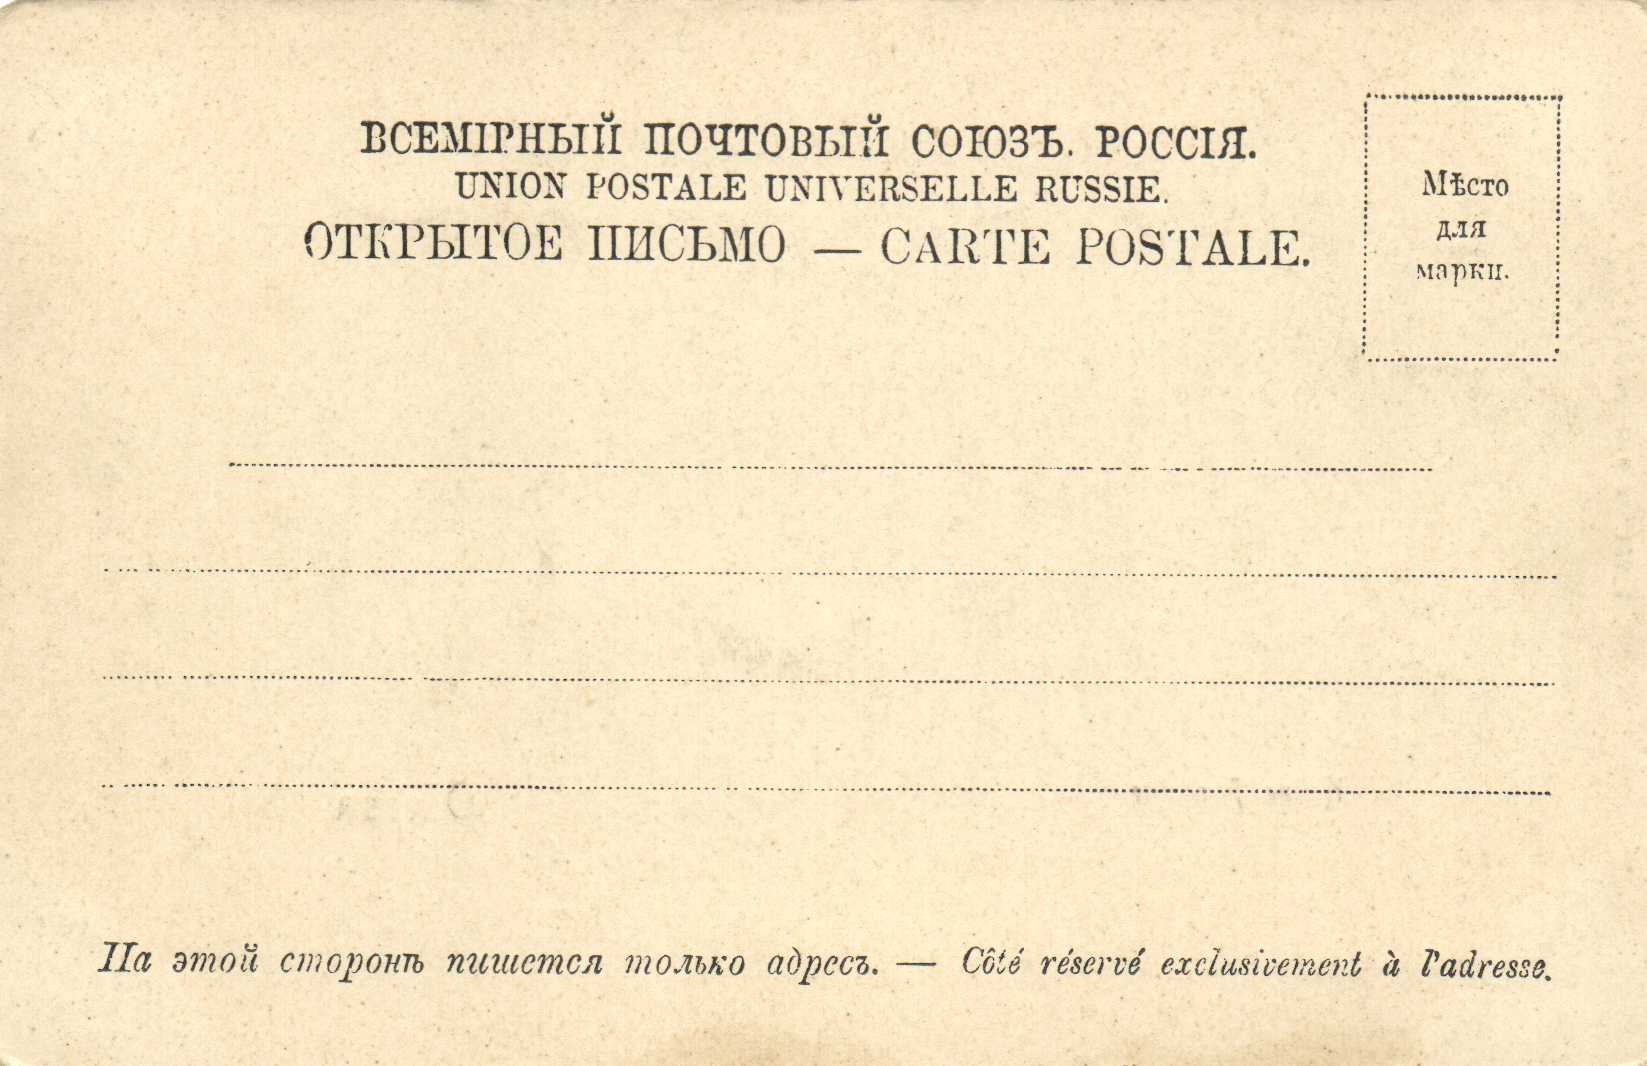 ВСЕМІРНЫЙ ПОЧТОВЫЙ СОЮЗЪ. РОССІЯ.
UNION POSTALE UNIVERSELLE RUSSIE.
ОТКРЫТОЕ ПИСЬМО — CARTE POSTALE.
Мѣсто
для
марки.
На этой сторонѣ пишется только адресъ. — Côté réservé exclusivement à l'adresse.